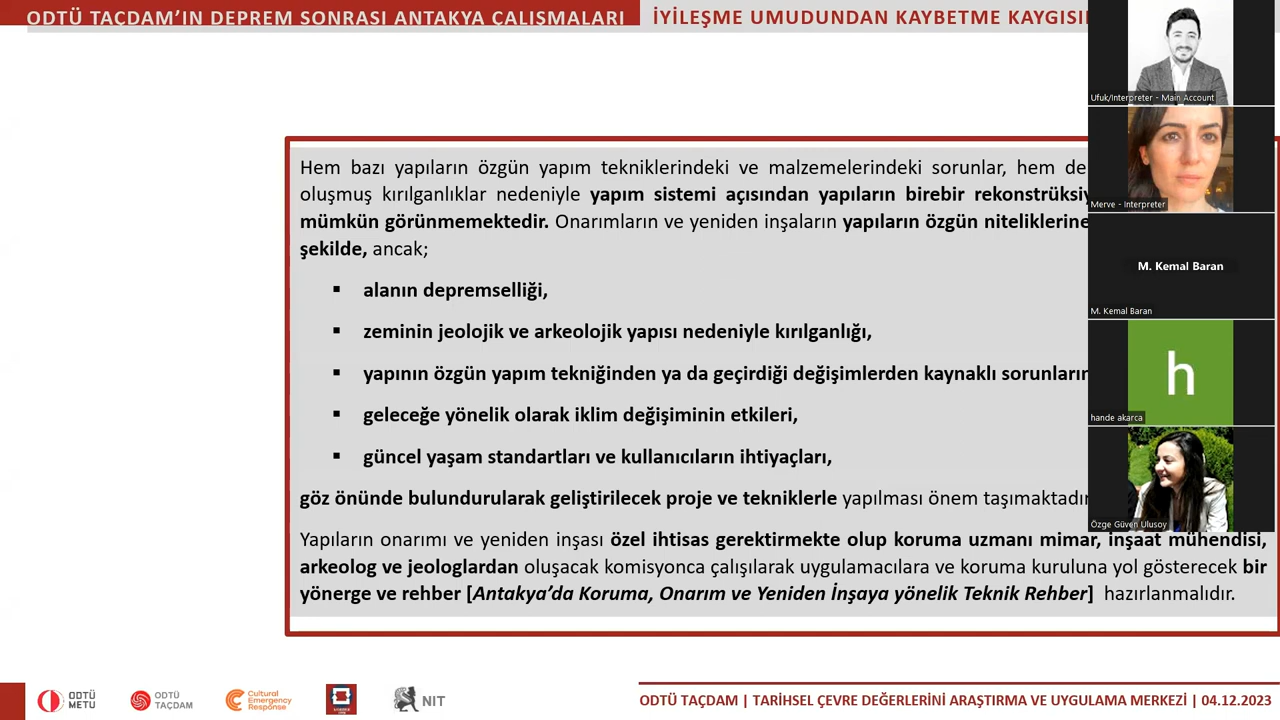 ODTÜ TAÇDAM'IN DEPREM SONRASI ANTAKYA ÇALIŞMALARI
İYİLEŞME UMUDUNDAN KAYBETME
Hem bazı yapıların özgün yapım tekniklerindeki ve malzemelerindeki sorunlar, hem de
oluşmuş kırılganlıklar nedeniyle yapım sistemi açısından yapıların birebir
mümkün görünmemektedir. Onarımların ve yeniden inşaların yapıların özgün niteliklerine
şekilde, ancak;
▪ alanın depremselliği,
▪ zeminin jeolojik ve arkeolojik yapısı nedeniyle kırılganlığı,
▪ yapının özgün yapım tekniğinden ya da geçirdiği değişimlerden kaynaklı
▪ geleceğe yönelik olarak iklim değişiminin etkileri,
▪ güncel yaşam standartları ve kullanıcıların ihtiyaçları,
göz önünde bulundurularak geliştirilecek proje ve tekniklerle yapılması önem
Yapıların onarımı ve yeniden inşası özel ihtisas gerektirmekte olup koruma uzmanı mimar, inşaat mühendisi,
arkeolog ve jeologlardan oluşacak komisyonca çalışılarak uygulamacılara ve koruma kuruluna yol gösterecek bir
yönerge ve rehber [Antakya'da Koruma, Onarım ve Yeniden İnşaya yönelik Teknik Rehber] hazırlanmalıdır.
Ufuk/Interpreter - Main Account
Merve - Interpreter
M. Kemal Baran
M. Kemal Baran
h
hande akarca
Özge Güven Ulusoy
ODTÜ
METU
ODTÜ
TAÇDAM
Cultural
Emergency
Response
NIT
ODTÜ TAÇDAM | TARİHSEL ÇEVRE DEĞERLERİNİ ARAŞTIRMA VE UYGULAMA MERKEZİ | 04.12.2023